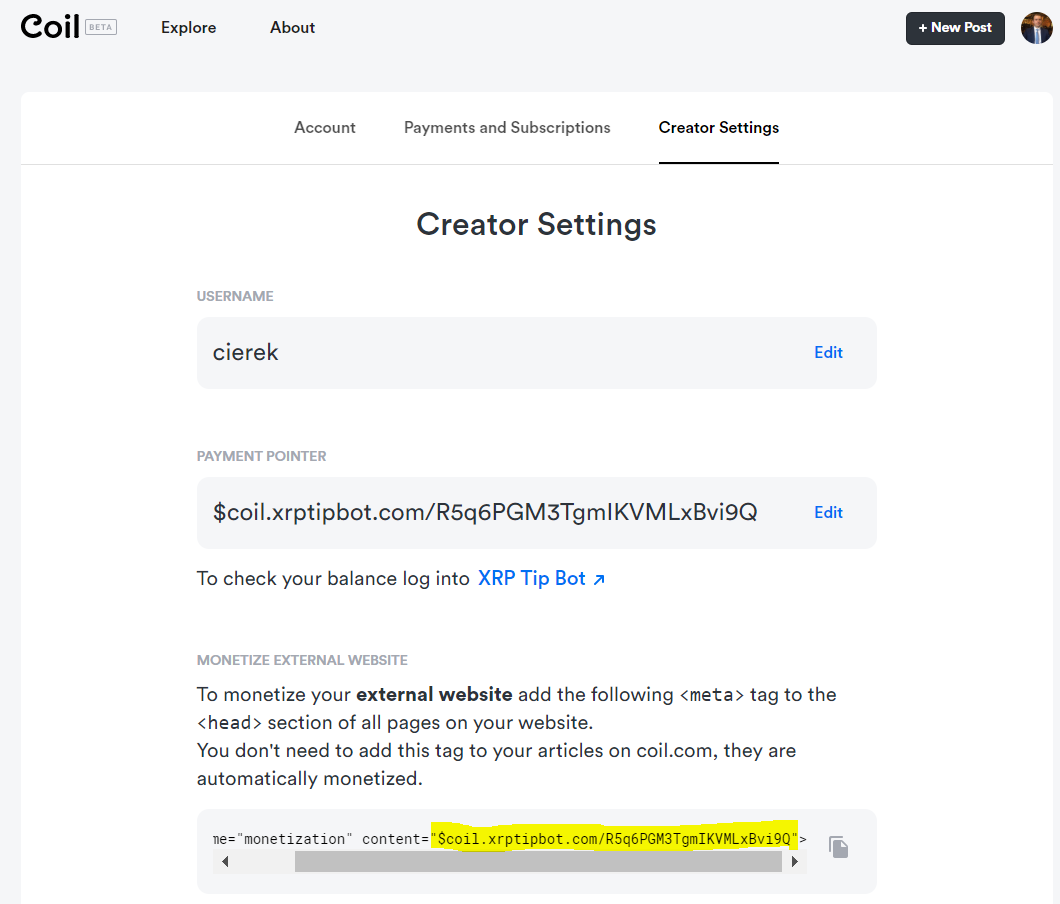 Coil BETA Explore About + New Post
Account Payments and Subscriptions Creator Settings
Creator Settings
USERNAME
cierek Edit
PAYMENT POINTER
$coil.xrptipbot.com/R5q6PGM3TgmIKVMLxBvi9Q Edit
To check your balance log into XRP Tip Bot ↗
MONETIZE EXTERNAL WEBSITE
To monetize your external website add the following <meta> tag to the
<head> section of all pages on your website.
You don't need to add this tag to your articles on coil.com, they are
automatically monetized.
me="monetization" content="$coil.xrptipbot.com/R5q6PGM3TgmIKVMLxBvi9Q">